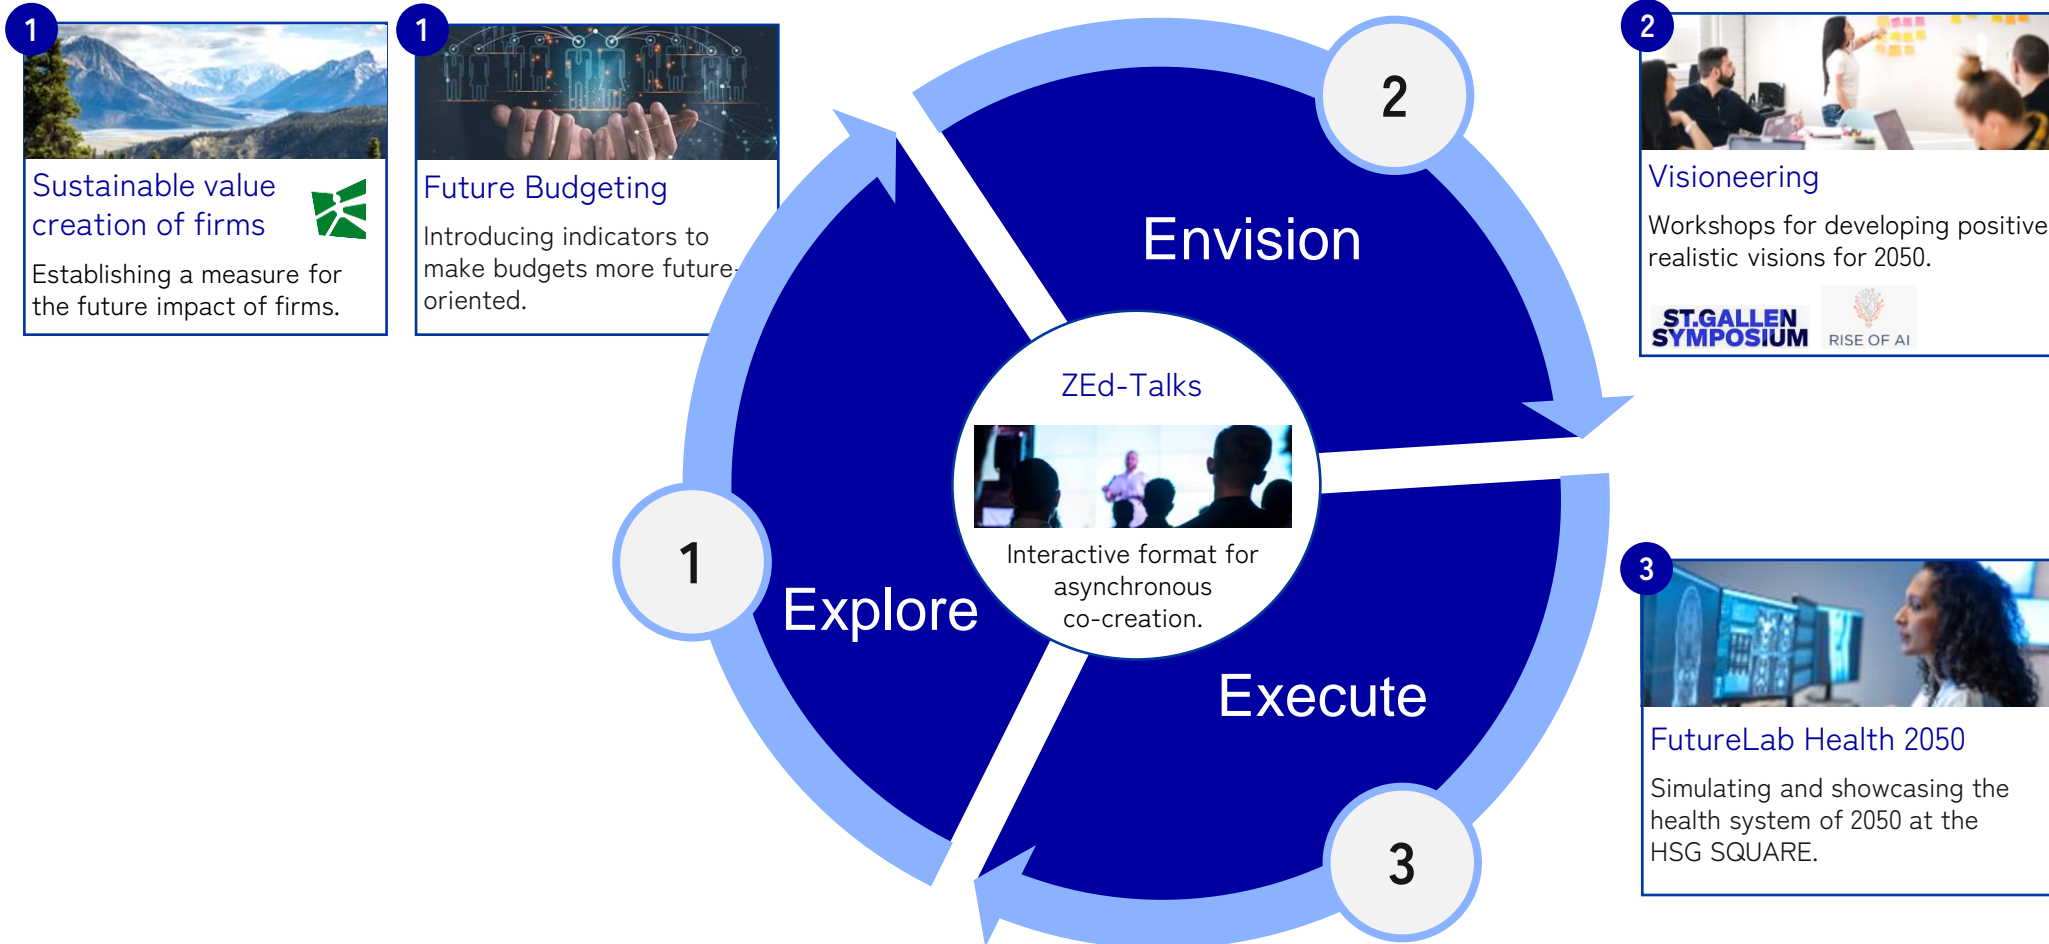 1
Sustainable value
creation of firms
Establishing a measure for
the future impact of firms.
1
Future Budgeting
Introducing indicators to
make budgets more future-
oriented.
2
Envision
1
Explore
3
Execute
ZEd-Talks
Interactive format for
asynchronous
co-creation.
2
Visioneering
Workshops for developing positive
realistic visions for 2050.
ST.GALLEN
SYMPOSIUM
RISE OF AI
3
FutureLab Health 2050
Simulating and showcasing the
health system of 2050 at the
HSG SQUARE.